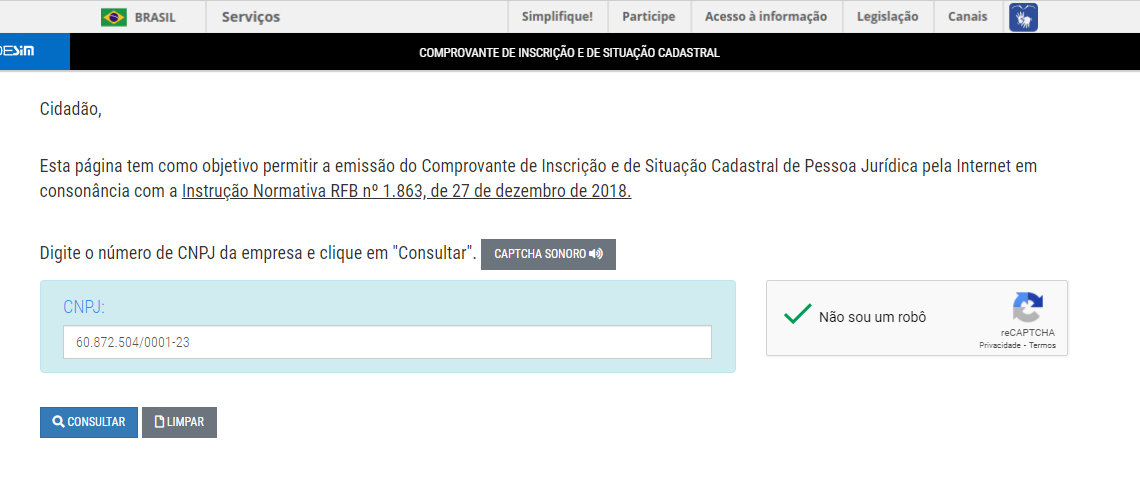 BRASIL Serviços Simplifique! Participe Acesso à informação Legislação Canais
DESIM COMPROVANTE DE INSCRIÇÃO E DE SITUAÇÃO CADASTRAL
Cidadão,
Esta página tem como objetivo permitir a emissão do Comprovante de Inscrição e de Situação Cadastral de Pessoa Jurídica pela Internet em
consonância com a Instrução Normativa RFB nº 1.863, de 27 de dezembro de 2018.
Digite o número de CNPJ da empresa e clique em "Consultar". CAPTCHA SONORO
CNPJ:
60.872.504/0001-23
Não sou um robô
reCAPTCHA
Privacidade - Termos
CONSULTAR LIMPAR